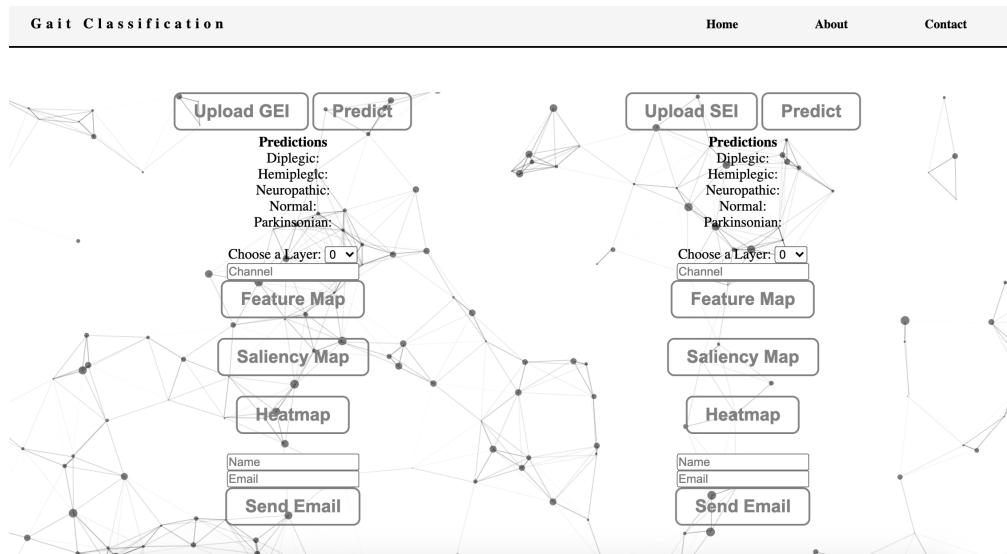 Gait Classification Home About Contact
Upload GEI Predict
Predictions
Diplegic:
Hemiplegic:
Neuropathic:
Normal:
Parkinsonian:
Choose a Layer: 0
Channel
Feature Map
Saliency Map
Heatmap
Name
Email
Send Email
Upload SEI Predict
Predictions
Diplegic:
Hemiplegic:
Neuropathic:
Normal:
Parkinsonian:
Choose a Layer: 0
Channel
Feature Map
Saliency Map
Heatmap
Name
Email
Send Email